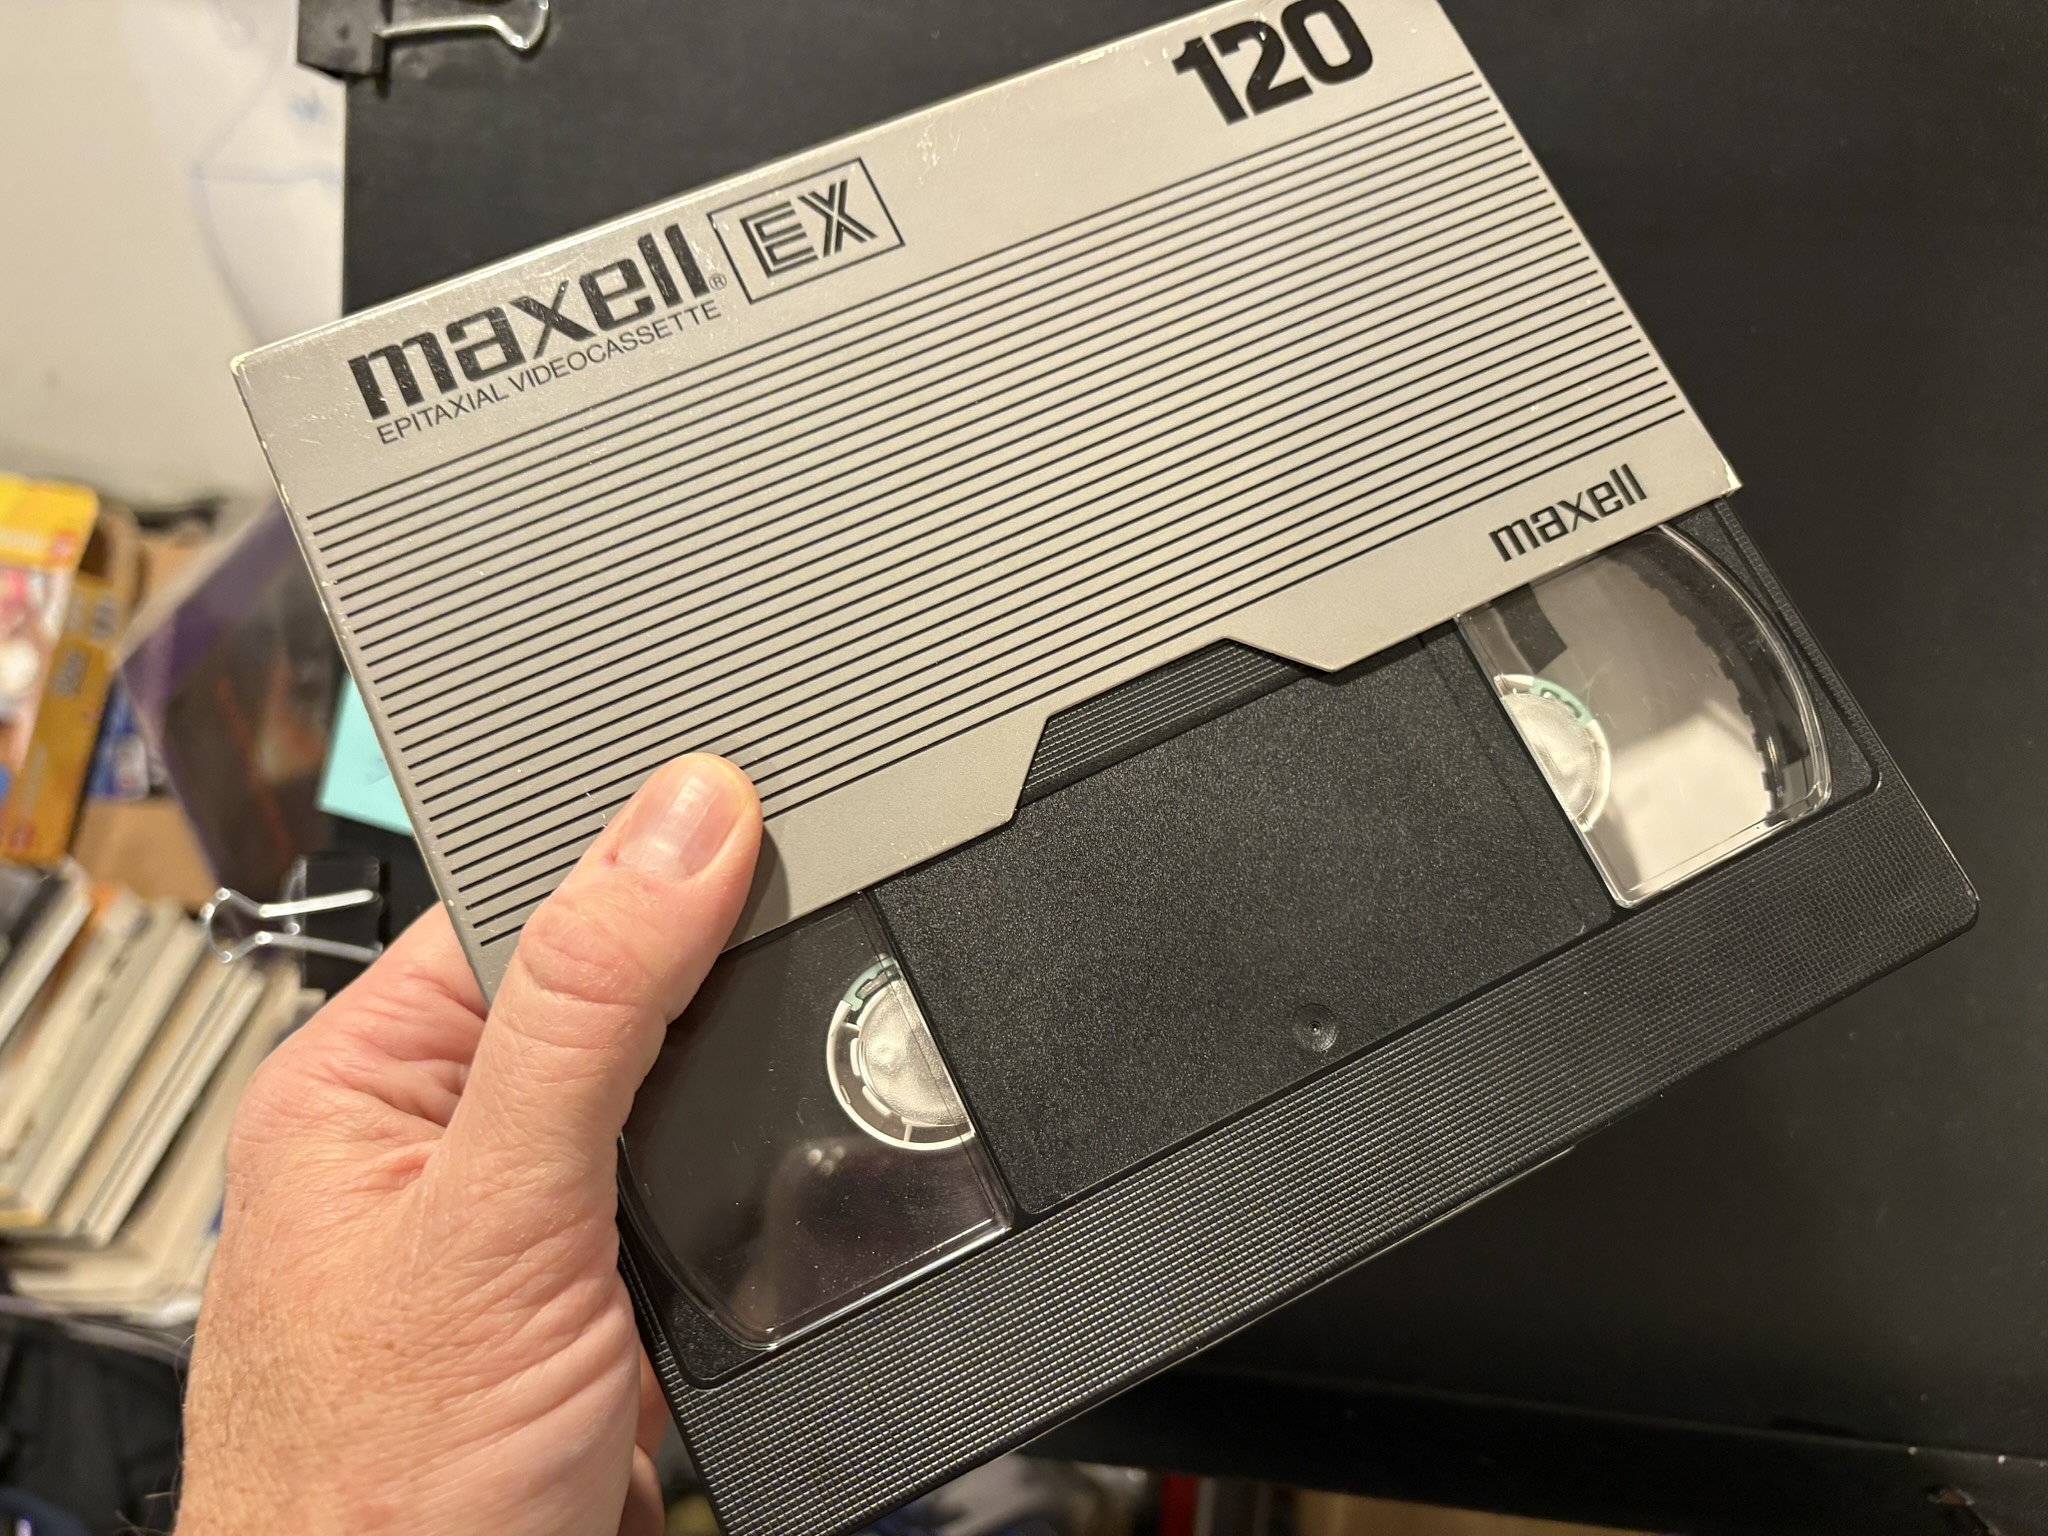 120
maxell® EX
EPITAXIAL VIDEOCASSETTE
maxell